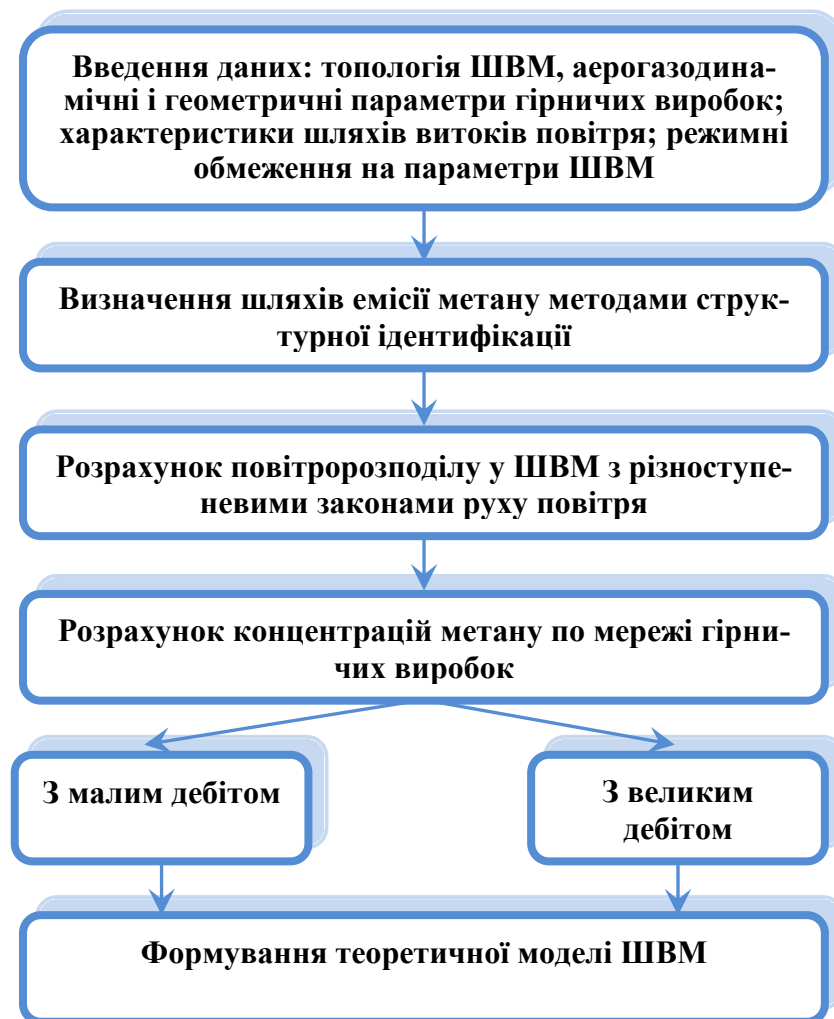 Введення даних: топологія ШВМ, аерогазодина-
мічні і геометричні параметри гірничих виробок;
характеристики шляхів витоків повітря; режимні
обмеження на параметри ШВМ
Визначення шляхів емісії метану методами струк-
турної ідентифікації
Розрахунок повітророзподілу у ШВМ з різноступе-
невими законами руху повітря
Розрахунок концентрацій метану по мережі гірни-
чих виробок
З малим дебітом
З великим
дебітом
Формування теоретичної моделі ШВМ